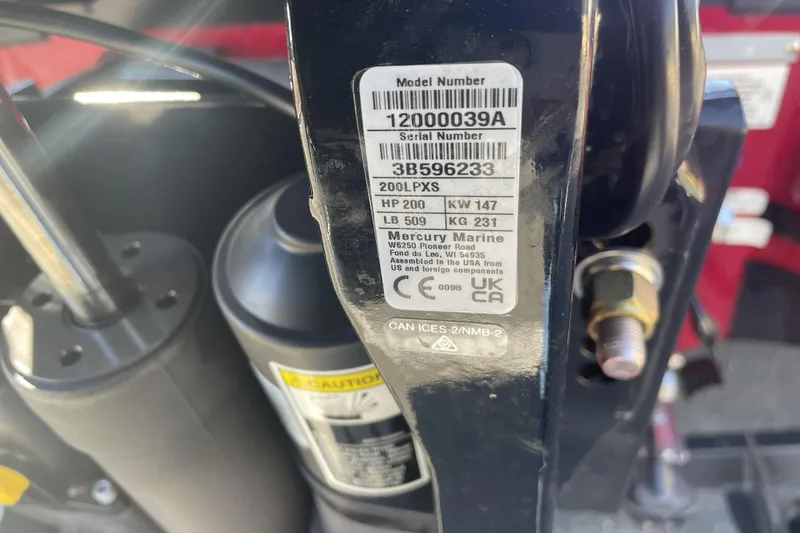 Model Number
12000039A
Serial Number
3B596233
200LPXS
HP 200 KW 147
LB 509 KG 231
Mercury Marine
W6250 Pioneer Road
Fond du Lac, WI 54935
Assembled in the USA from
US and foreign components
CE 0098 UK
CA
CAN ICES-2/NMB-2
CAUTION